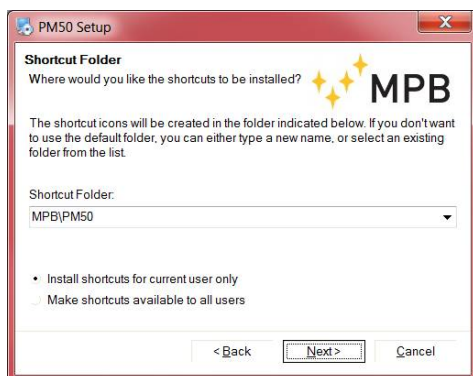 PM50 Setup
Shortcut Folder
Where would you like the shortcuts to be installed?
MPB
The shortcut icons will be created in the folder indicated below. If you don't want
to use the default folder, you can either type a new name, or select an existing
folder from the list.
Shortcut Folder:
MPB\PM50
Install shortcuts for current user only
Make shortcuts available to all users
< Back
Next >
Cancel